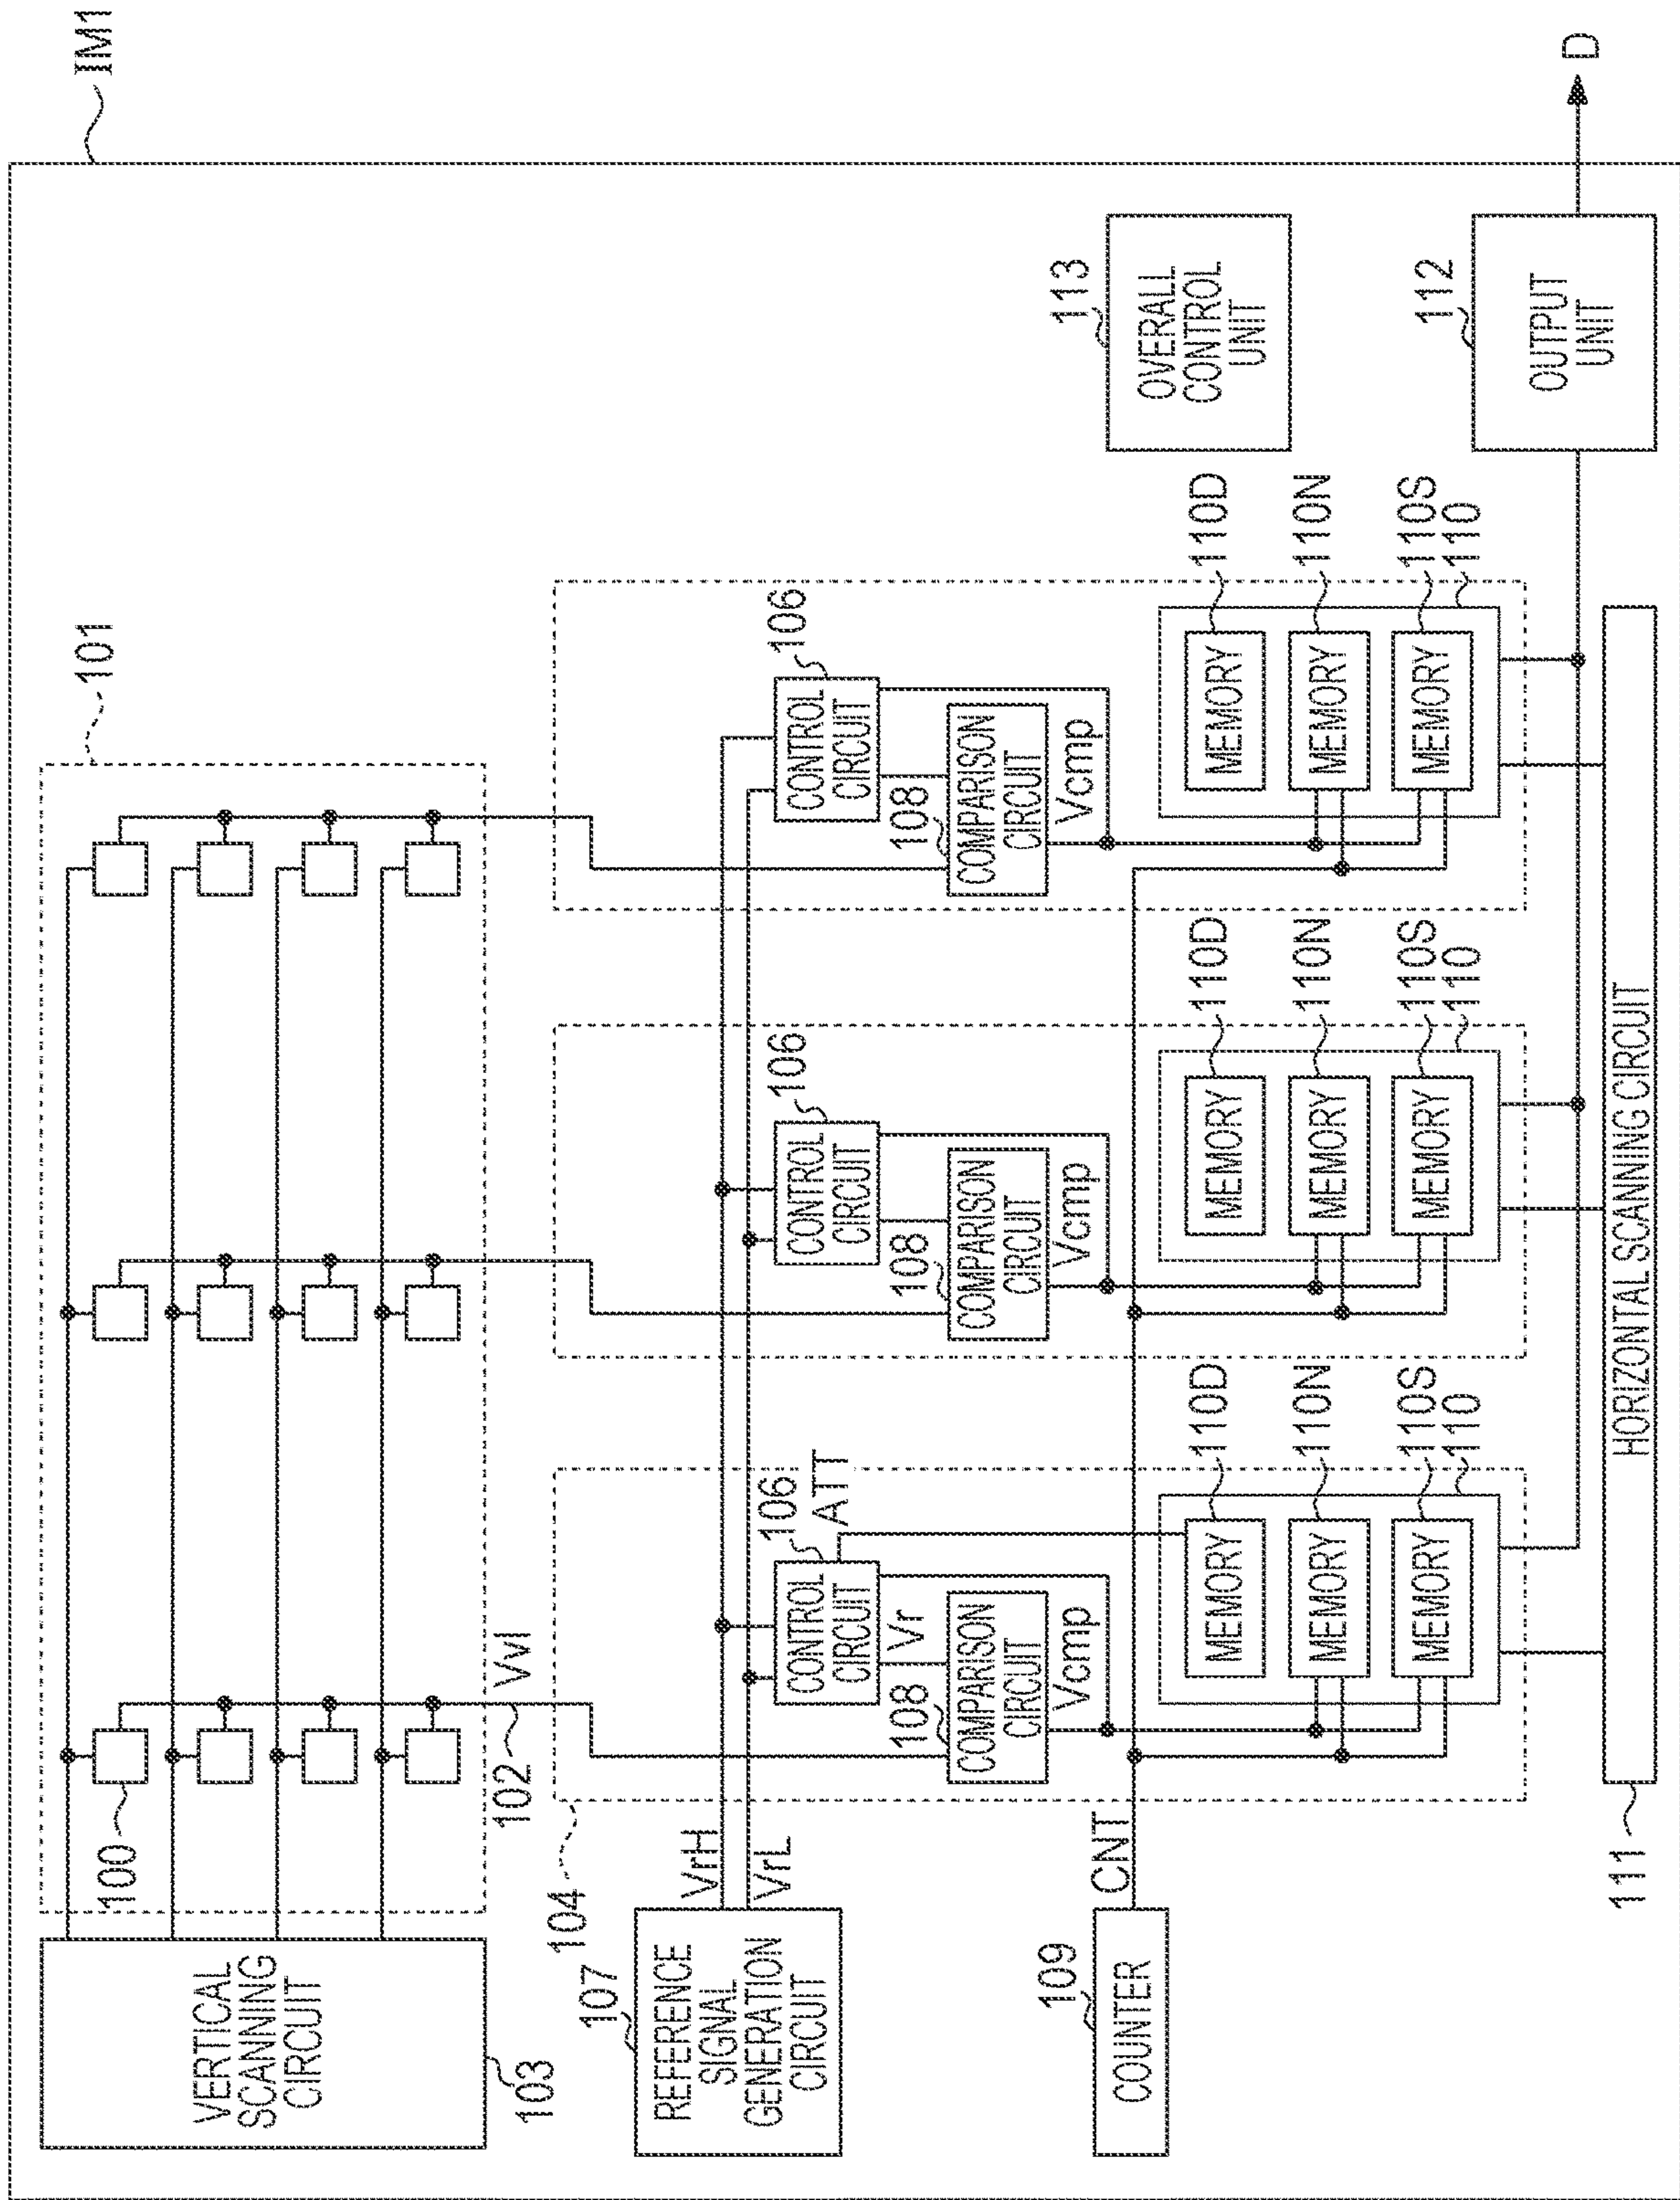 IM1
101
VERTICAL
SCANNING
CIRCUIT
103
100
102
Vvl
104
107
REFERENCE
SIGNAL
GENERATION
CIRCUIT
VrH
VrL
106
ATT
CONTROL
CIRCUIT
Vr
108
COMPARISON
CIRCUIT
Vcmp
106
CONTROL
CIRCUIT
108
COMPARISON
CIRCUIT
Vcmp
106
CONTROL
CIRCUIT
108
COMPARISON
CIRCUIT
Vcmp
109
COUNTER
CNT
110D
MEMORY
110N
MEMORY
110S
110
MEMORY
110D
MEMORY
110N
MEMORY
110S
110
MEMORY
110D
MEMORY
110N
MEMORY
110S
110
MEMORY
113
OVERALL
CONTROL
UNIT
112
OUTPUT
UNIT
D
111
HORIZONTAL SCANNING CIRCUIT